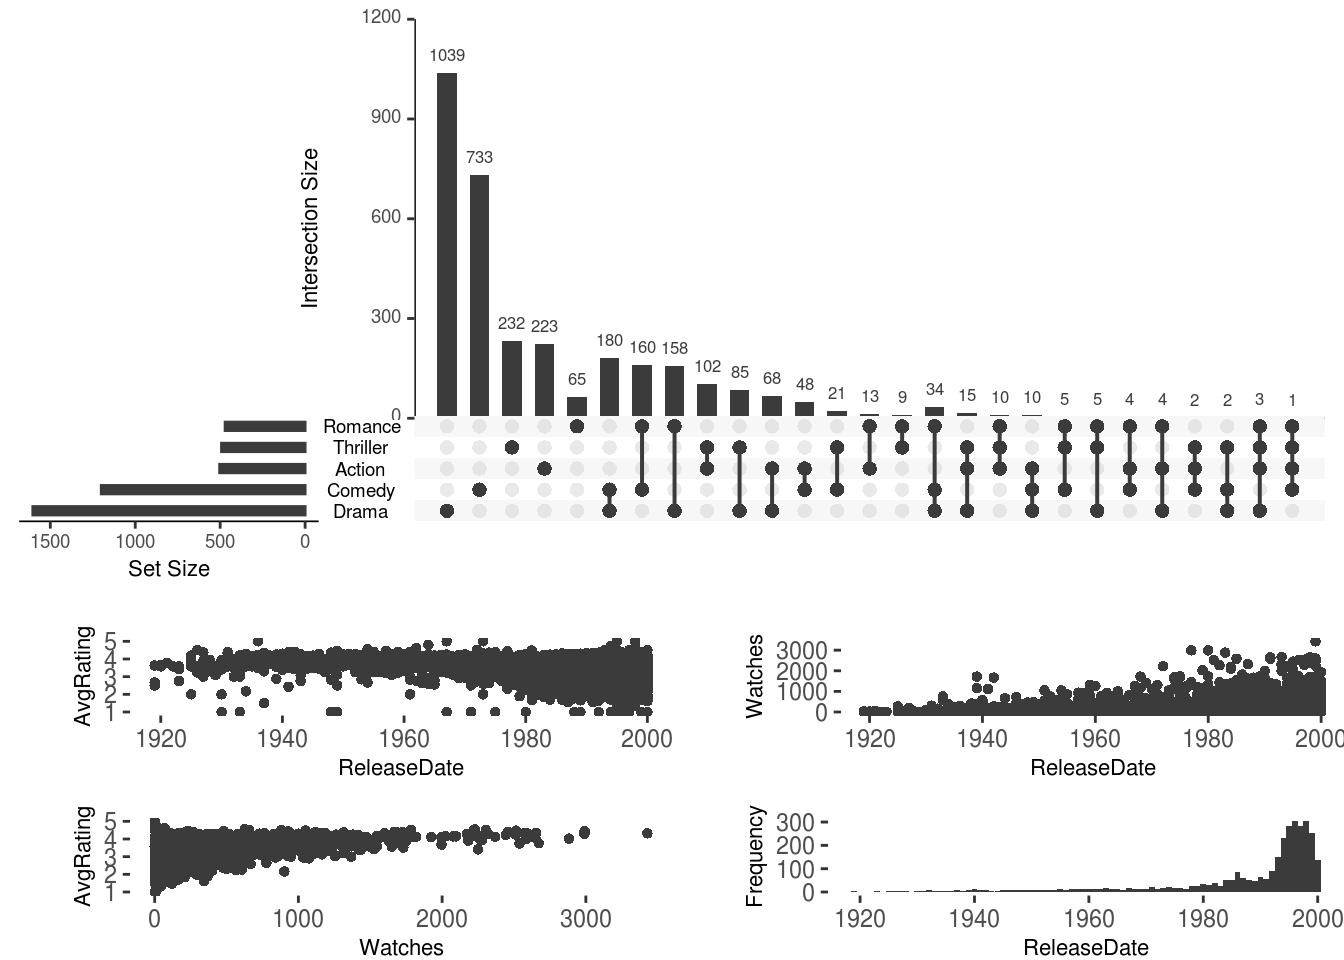 1200
1039
900
733
Intersection Size
600
300
232 223 65 180 160 158 102 85 68 48 21 13 9 34 15 10 10 5 5 4 4 2 2 3 1
0
Romance
Thriller
Action
Comedy
Drama
1500 1000 500 0
Set Size
AvgRating
5
4
3
2
1
1920 1940 1960 1980 2000
ReleaseDate
Watches
3000
2000
1000
0
1920 1940 1960 1980 2000
ReleaseDate
AvgRating
5
4
3
2
1
0 1000 2000 3000
Watches
Frequency
300
200
100
0
1920 1940 1960 1980 2000
ReleaseDate